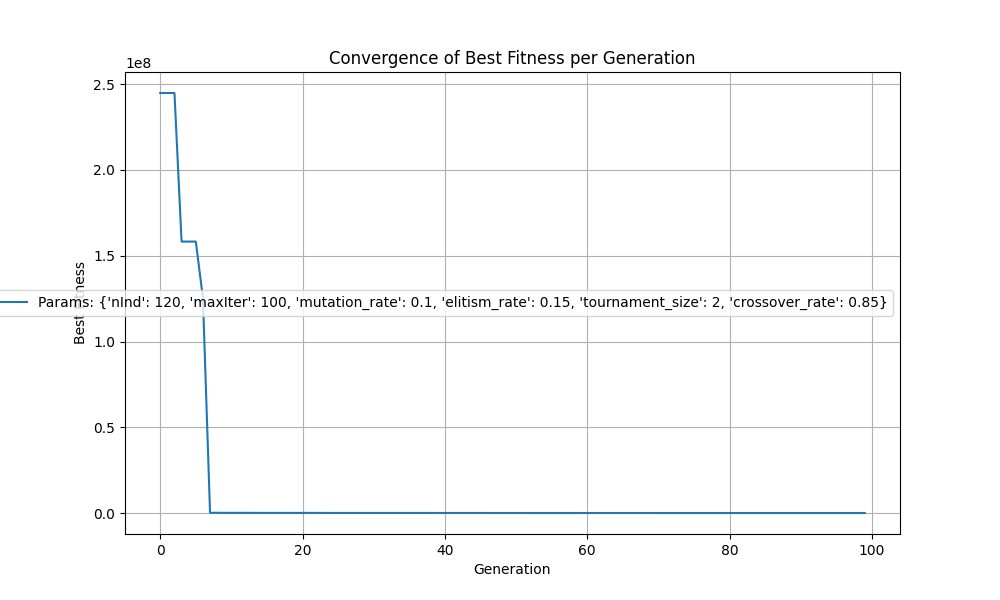 Convergence of Best Fitness per Generation
1e8
2.5
2.0
1.5
1.0
0.5
0.0
Best
ness
Params: {'nInd': 120, 'maxIter': 100, 'mutation_rate': 0.1, 'elitism_rate': 0.15, 'tournament_size': 2, 'crossover_rate': 0.85}
0 20 40 60 80 100
Generation